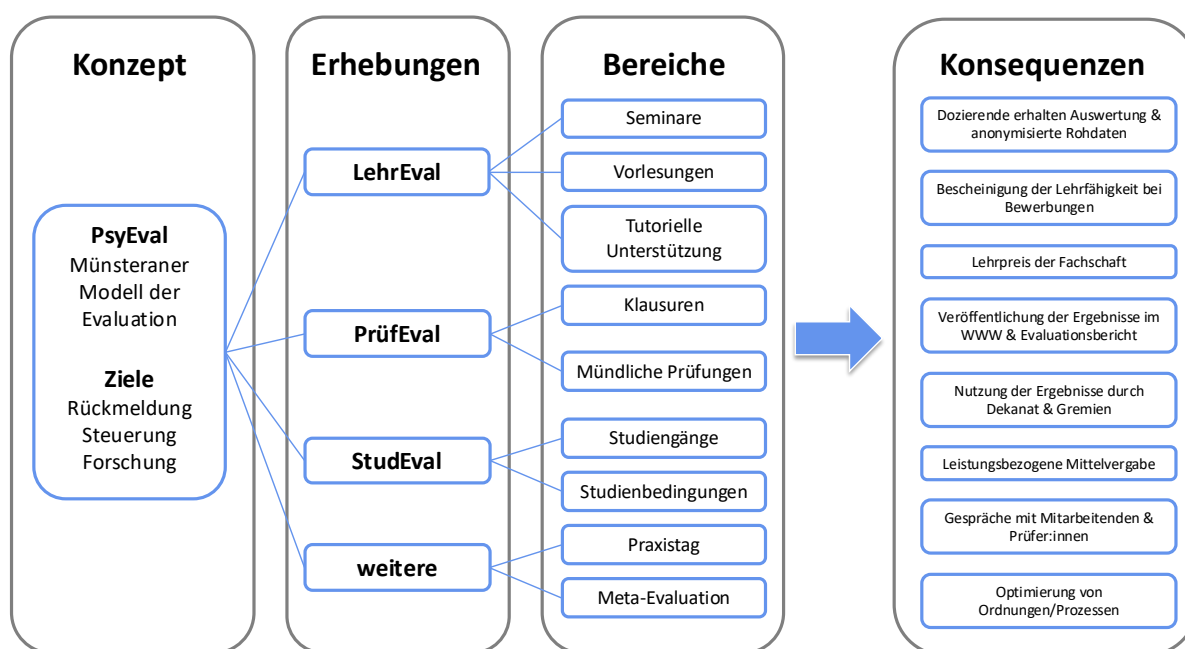 Konzept
PsyEval
Münsteraner
Modell der
Evaluation
Ziele
Rückmeldung
Steuerung
Forschung
Erhebungen
LehrEval
PrüfEval
StudEval
weitere
Bereiche
Seminare
Vorlesungen
Tutorielle
Unterstützung
Klausuren
Mündliche Prüfungen
Studiengänge
Studienbedingungen
Praxistag
Meta-Evaluation
Konsequenzen
Dozierende erhalten Auswertung &
anonymisierte Rohdaten
Bescheinigung der Lehrfähigkeit bei
Bewerbungen
Lehrpreis der Fachschaft
Veröffentlichung der Ergebnisse im
WWW & Evaluationsbericht
Nutzung der Ergebnisse durch
Dekanat & Gremien
Leistungsbezogene Mittelvergabe
Gespräche mit Mitarbeitenden &
Prüfer:innen
Optimierung von
Ordnungen/Prozessen